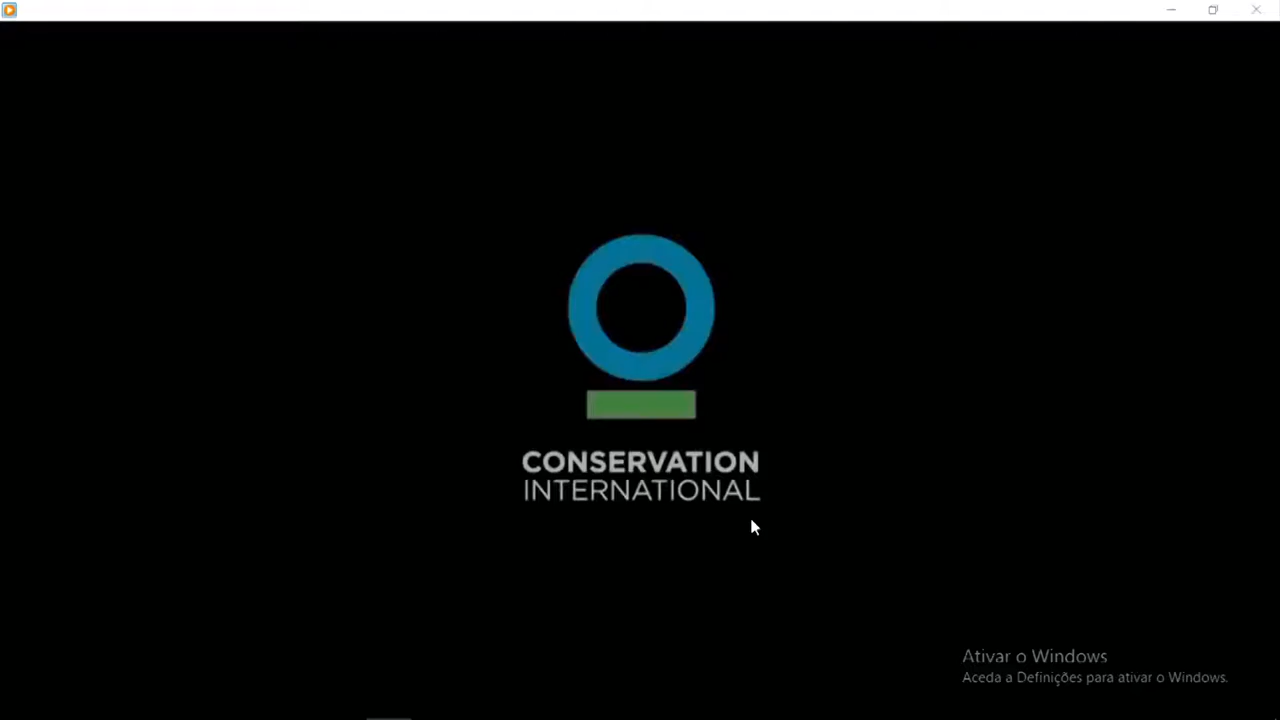 CONSERVATION
INTERNATIONAL
Ativar o Windows
Aceda a Definições para ativar o Windows.